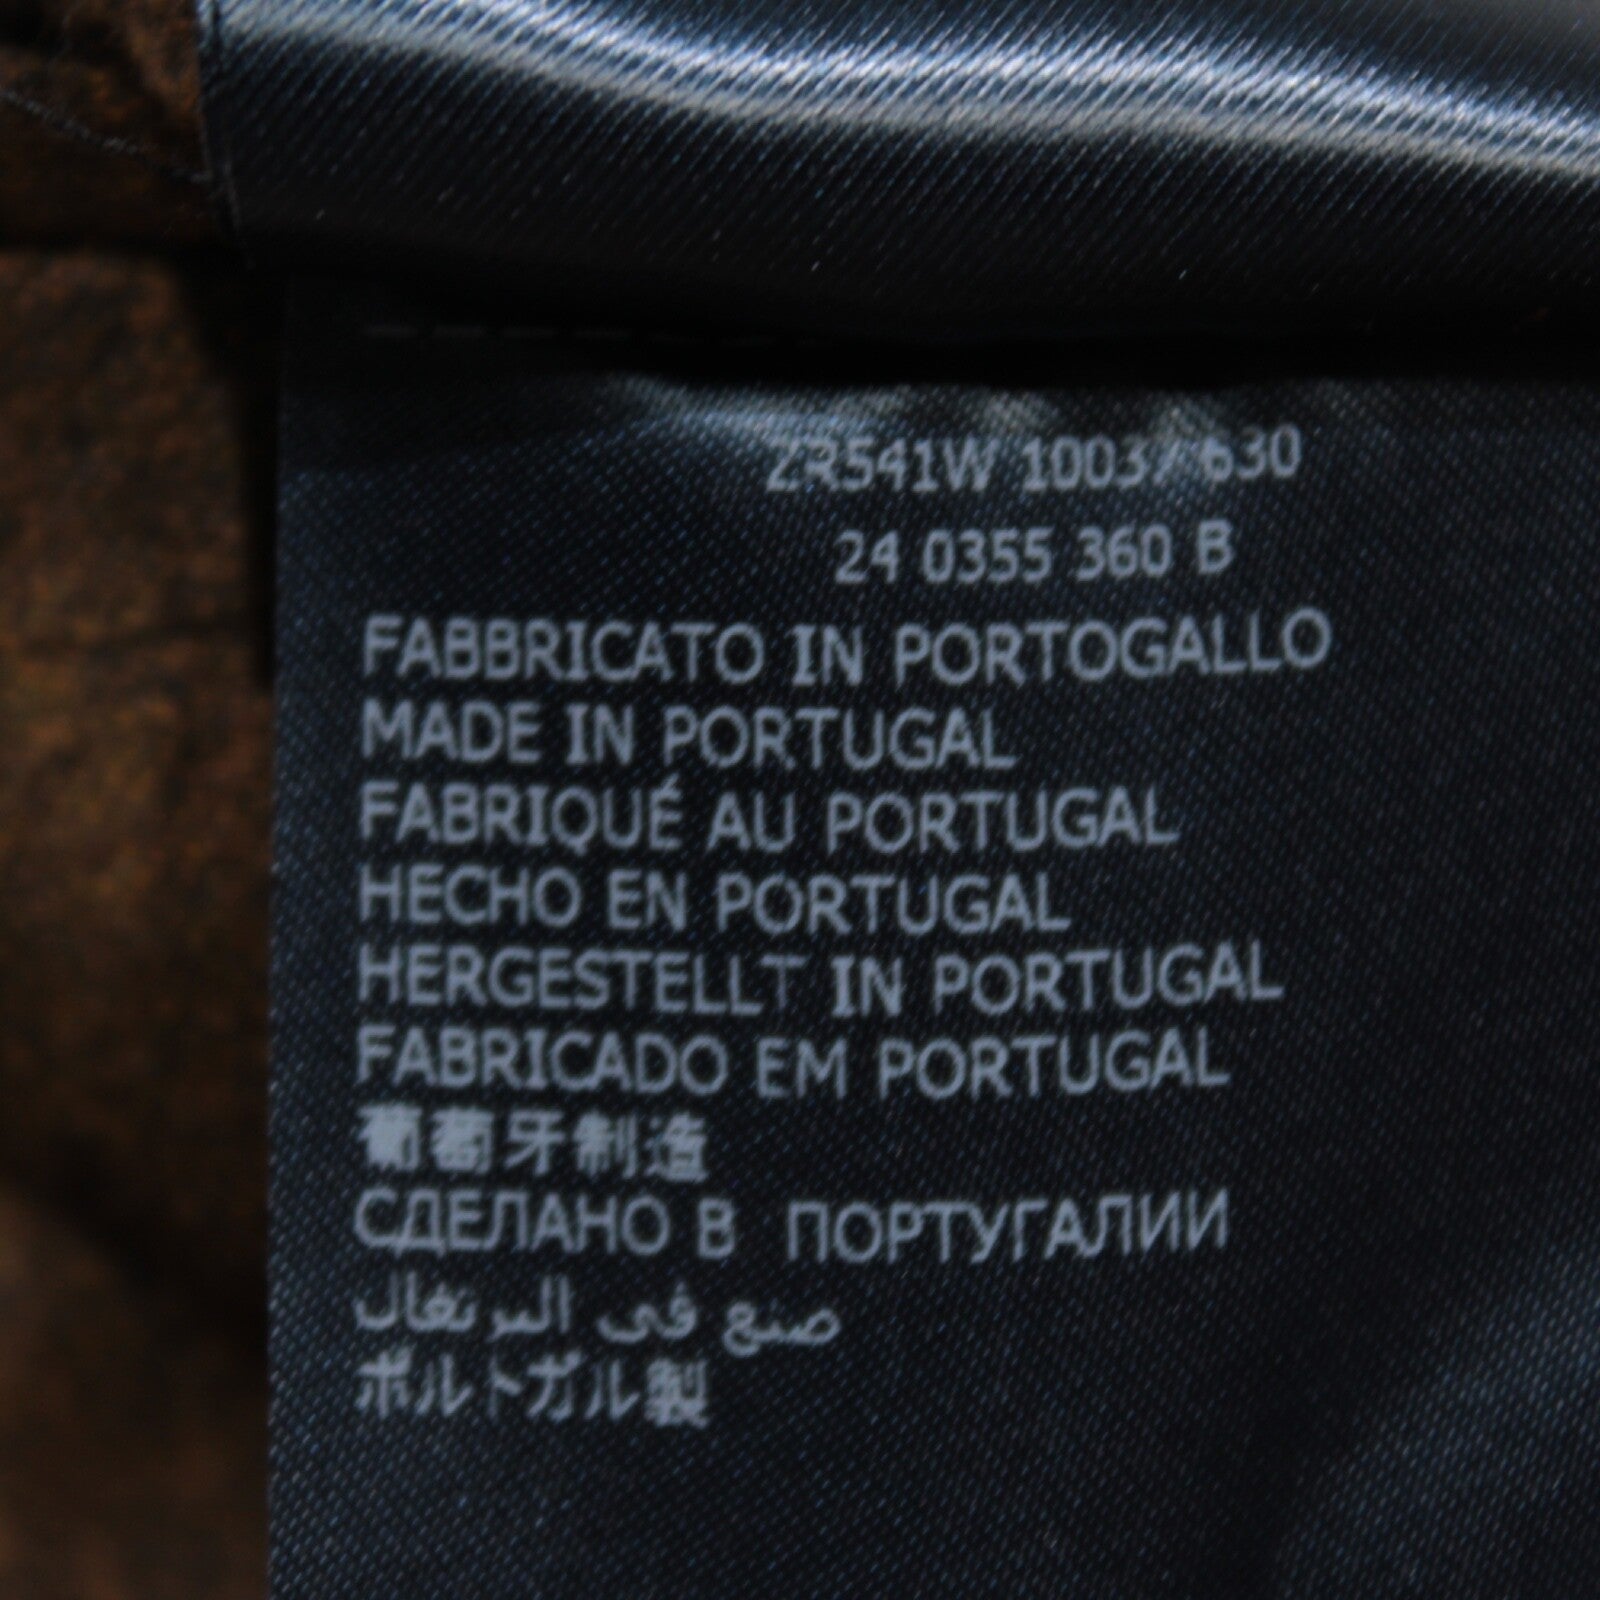 ZR541W 10037 630
24 0355 360 B
FABBRICATO IN PORTOGALLO
MADE IN PORTUGAL
FABRIQUÉ AU PORTUGAL
HECHO EN PORTUGAL
HERGESTELLT IN PORTUGAL
FABRICADO EM PORTUGAL
葡萄牙制造
СДЕЛАНО В ПОРТУГАЛИИ
صنع في البرتغال
ポルトガル製